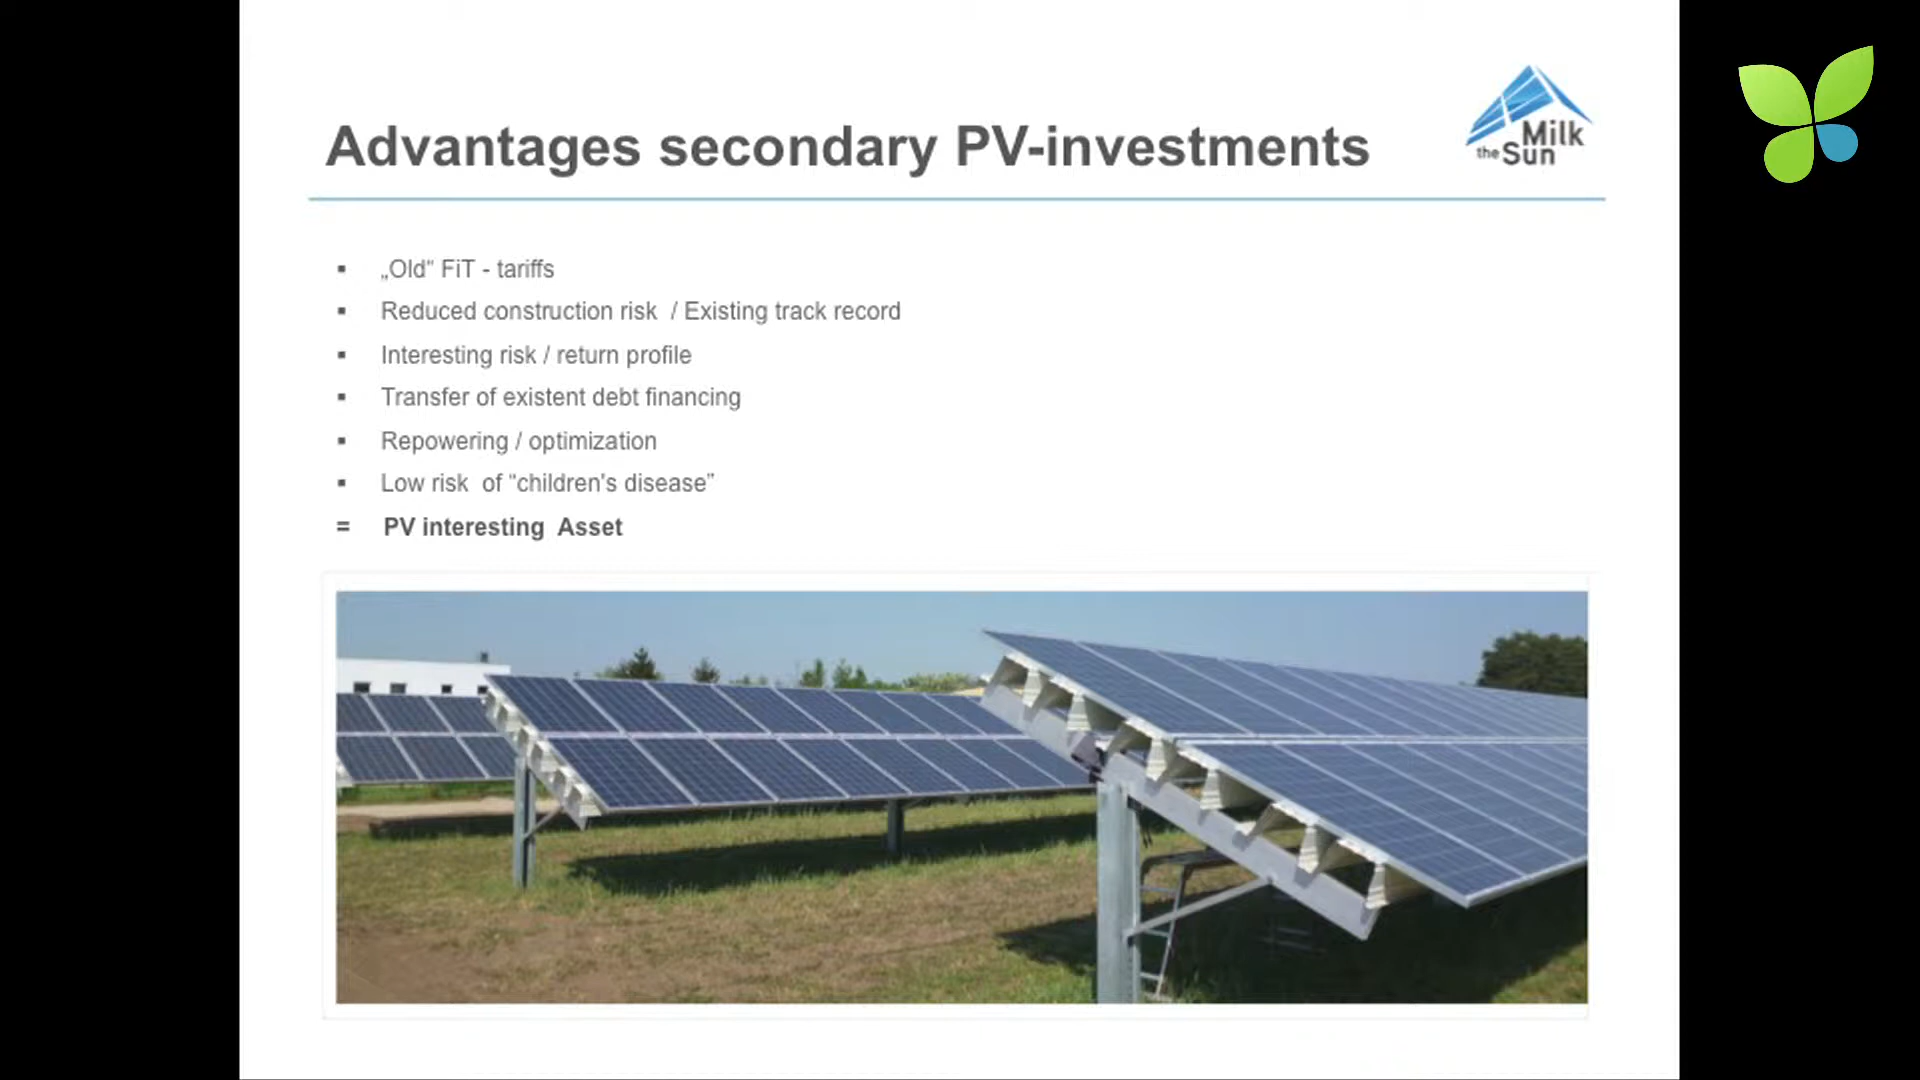 Advantages secondary PV-investments
Milk
the Sun
▪ „Old“ FiT - tariffs
▪ Reduced construction risk / Existing track record
▪ Interesting risk / return profile
▪ Transfer of existent debt financing
▪ Repowering / optimization
▪ Low risk of “children's disease”
= PV interesting Asset